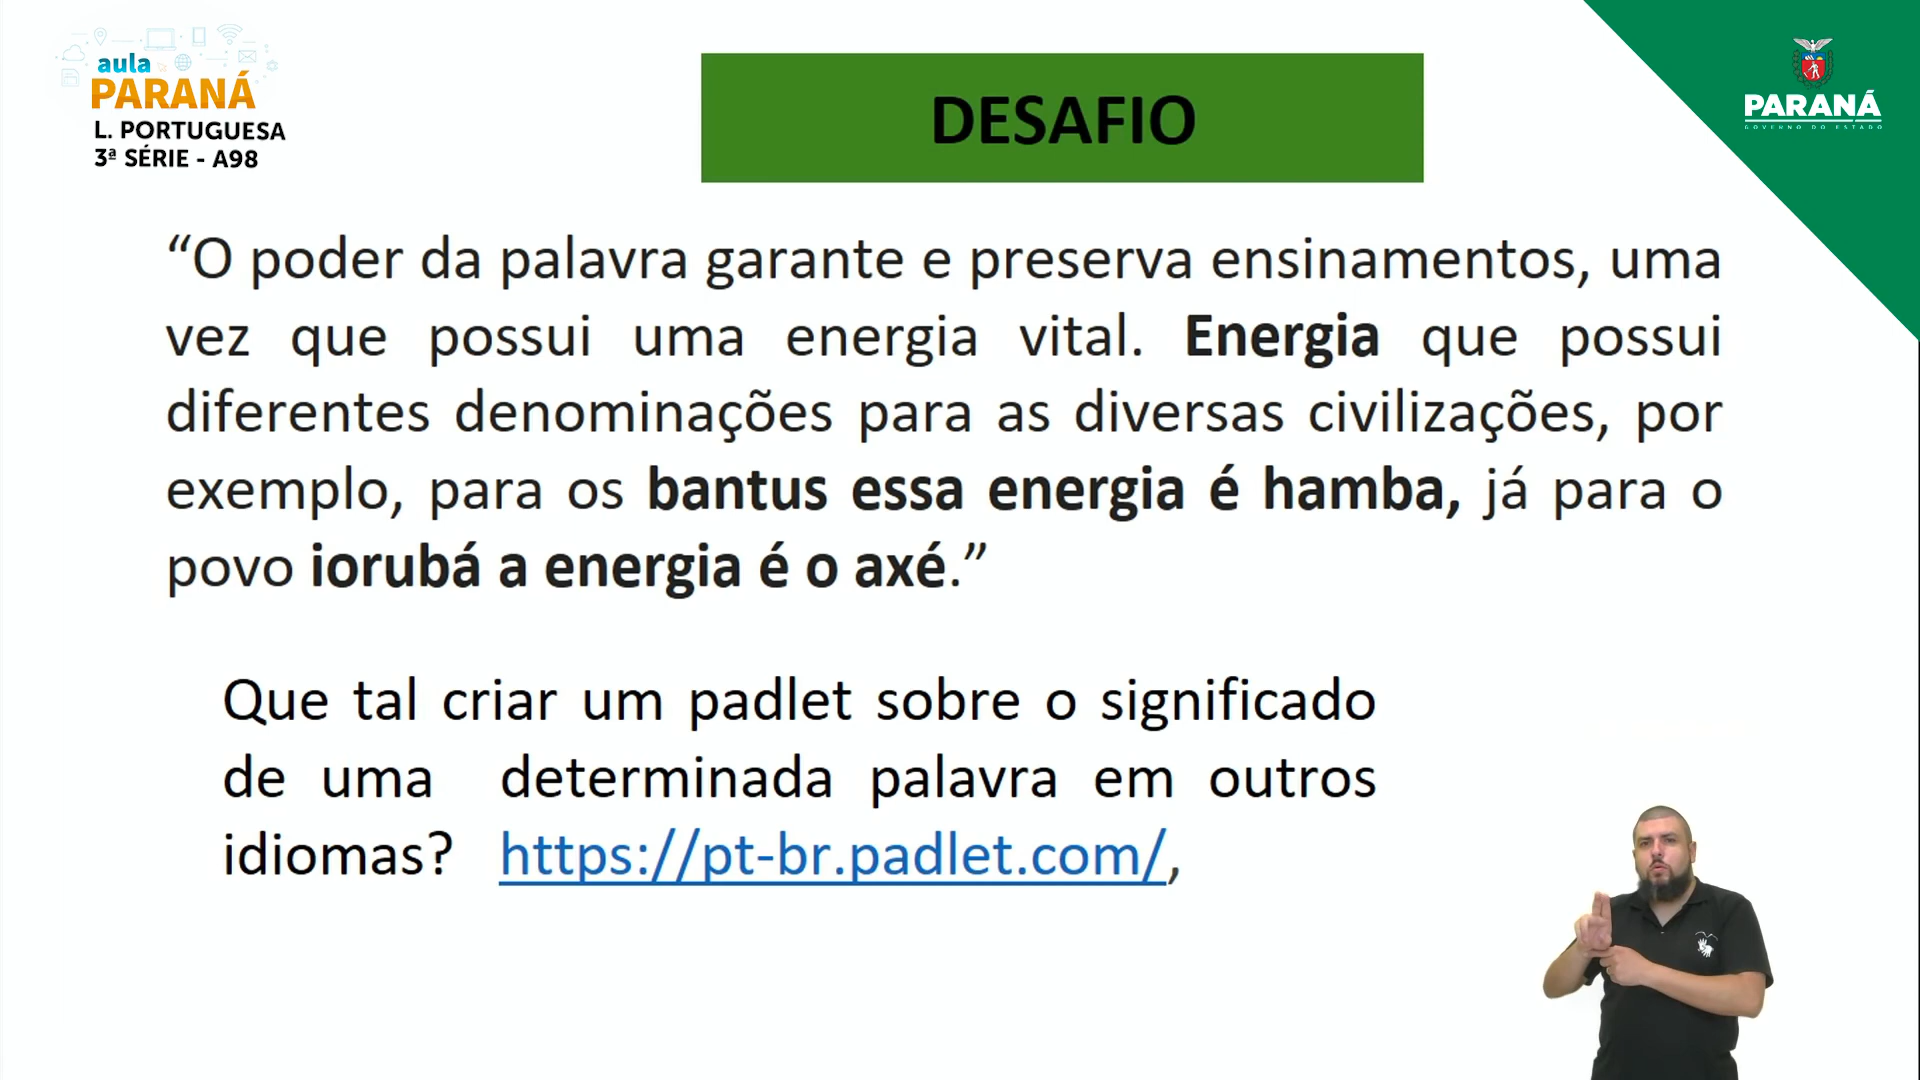 aula
PARANÁ
L. PORTUGUESA
3ª SÉRIE - A98
DESAFIO
PARANÁ
GOVERNO DO ESTADO
“O poder da palavra garante e preserva ensinamentos, uma
vez que possui uma energia vital. Energia que possui
diferentes denominações para as diversas civilizações, por
exemplo, para os bantus essa energia é hamba, já para o
povo iorubá a energia é o axé.”
Que tal criar um padlet sobre o significado
de uma determinada palavra em outros
idiomas? https://pt-br.padlet.com/,